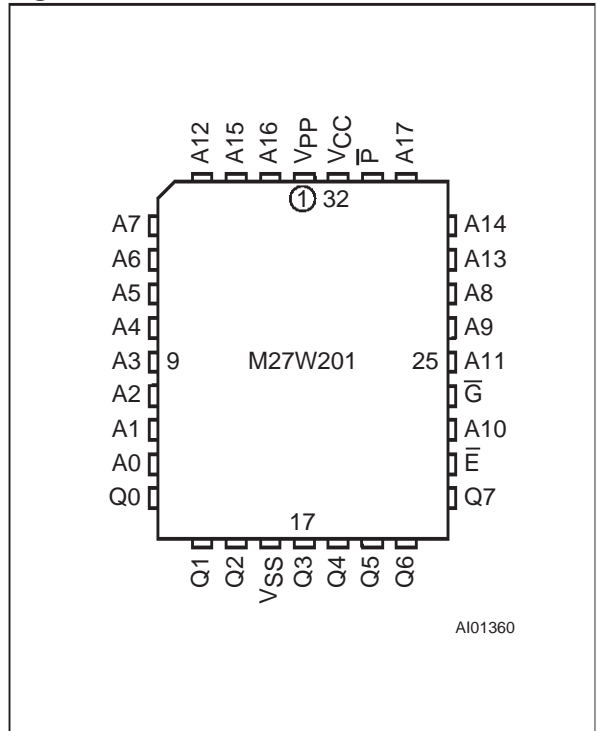 A12 A15 A16 VPP VCC P̅ A17
1 32
A7 A14
A6 A13
A5 A8
A4 A9
A3 9 M27W201 25 A11
A2 G̅
A1 A10
A0 E̅
Q0 Q7
17
Q1 Q2 VSS Q3 Q4 Q5 Q6
AI01360